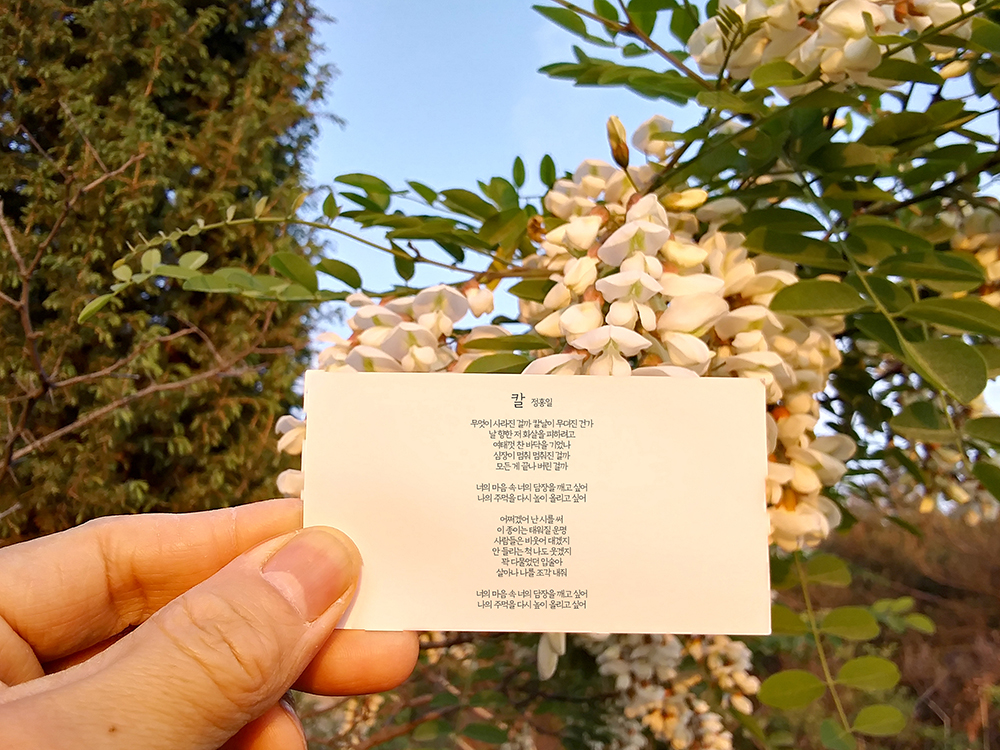 칼 정홍일
무엇이 사라진 걸까 칼날이 무뎌진 건가
날 향한 저 화살을 피하려고
여태껏 찬 바닥을 기었나
심장이 멈춰 멈춰진 걸까
모든 게 끝나 버린 걸까
너의 마음 속 너의 담장을 깨고 싶어
나의 주먹을 다시 높이 올리고 싶어
어쩌겠어 난 시를 써
이 종이는 태워질 운명
사람들은 비웃어 대겠지
안 들리는 척 나도 웃겠지
꽉 다물었던 입술아
살아나 나를 조각 내줘
너의 마음 속 너의 담장을 깨고 싶어
나의 주먹을 다시 높이 올리고 싶어